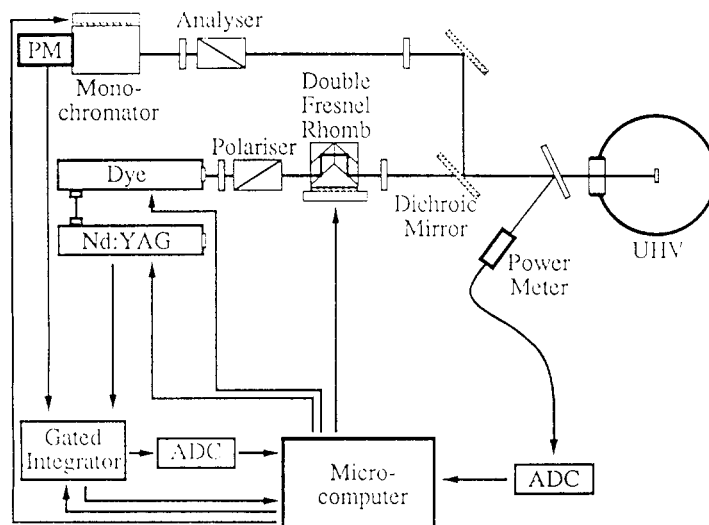 Analyser
PM
Mono-
chromator
Double
Fresnel
Rhomb
Polariser
Dye
Dichroic
Mirror
Nd:YAG
UHV
Power
Meter
Gated
Integrator
ADC
Micro-
computer
ADC